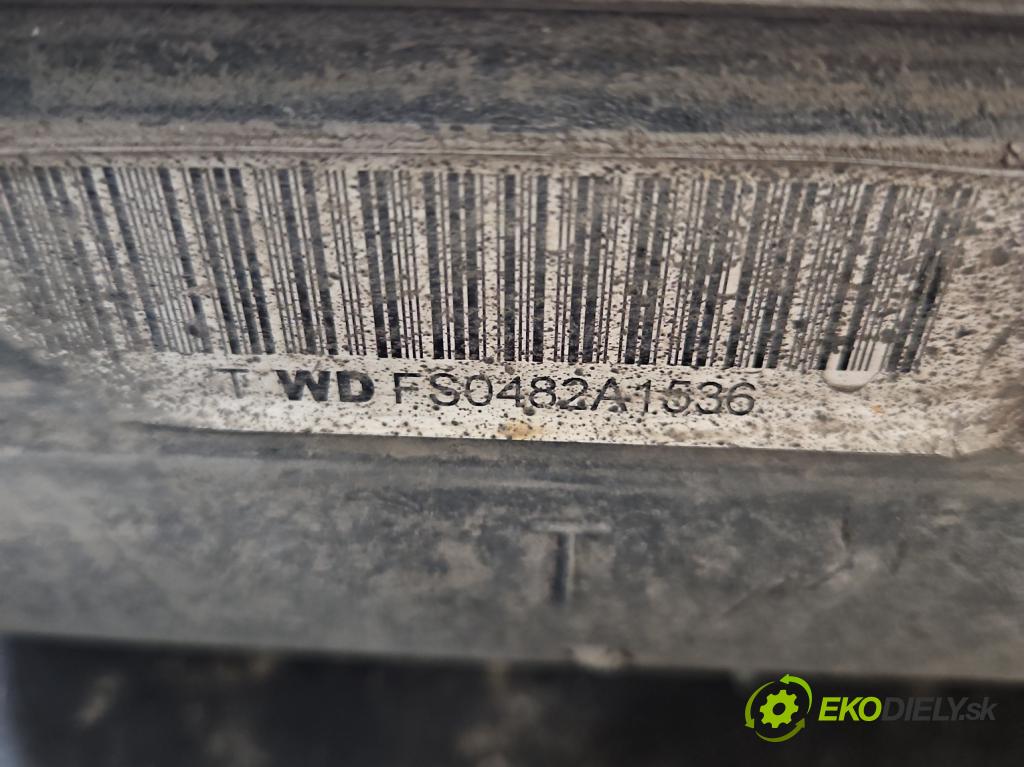 T WD FS0482A1536
T
EKODIELY.sk